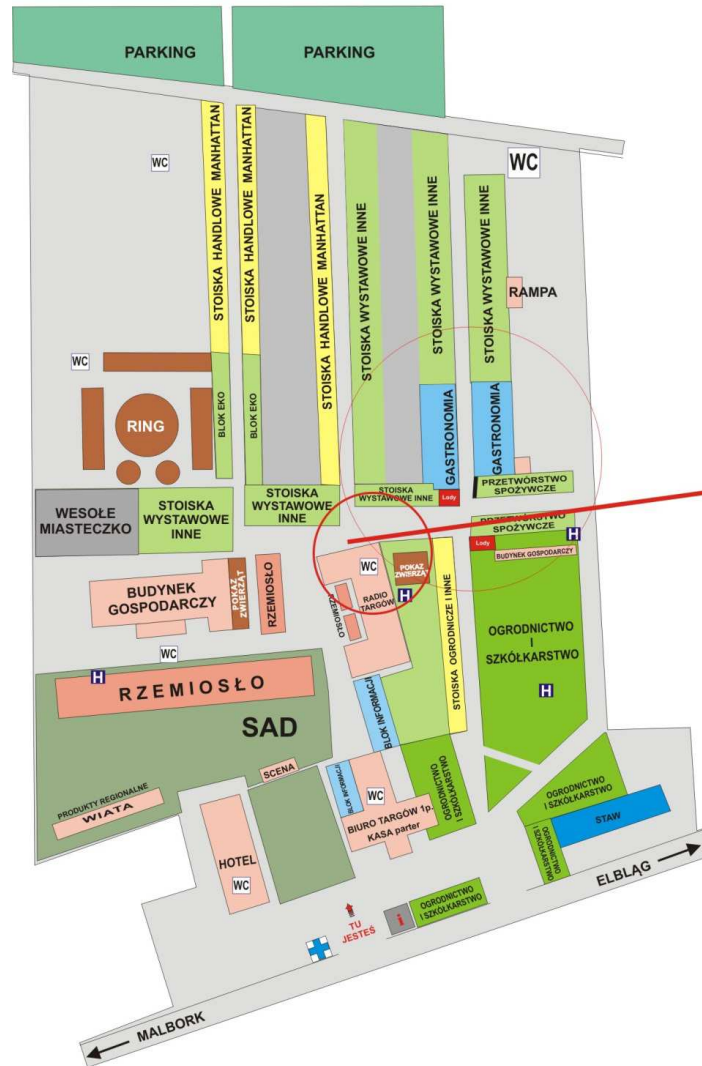 PARKING
PARKING
WC
WC
STOISKA HANDLOWE MANHATTAN
STOISKA HANDLOWE MANHATTAN
STOISKA HANDLOWE MANHATTAN
STOISKA WYSTAWOWE INNE
STOISKA WYSTAWOWE INNE
STOISKA WYSTAWOWE INNE
RAMPA
WC
RING
BLOK EKO
BLOK EKO
GASTRONOMIA
GASTRONOMIA
WESOŁE
MIASTECZKO
STOISKA
WYSTAWOWE
INNE
STOISKA
WYSTAWOWE
INNE
STOISKA
WYSTAWOWE INNE
Lody
PRZETWÓRSTWO
SPOŻYWCZE
PRZETWÓRSTWO
SPOŻYWCZE
H
Lody
BUDYNEK GOSPODARCZY
BUDYNEK
GOSPODARCZY
POKAZ
ZWIERZĄT
RZEMIOSŁO
WC
RADIO
TARGÓW
RZEMIOSŁO
POKAZ
ZWIERZĄT
H
STOISKA OGRODNICZE I INNE
OGRODNICTWO
I
SZKÓŁKARSTWO
H
WC
H
RZEMIOSŁO
SAD
BLOK INFORMACJI
SCENA
PRODUKTY REGIONALNE
WIATA
BLOK INFORMACJI
WC
BIURO TARGÓW 1p.
KASA parter
OGRODNICTWO
I SZKÓŁKARSTWO
OGRODNICTWO
I SZKÓŁKARSTWO
STAW
OGRODNICTWO
I SZKÓŁKARSTWO
HOTEL
WC
TU
JESTEŚ
i
OGRODNICTWO
I SZKÓŁKARSTWO
ELBLĄG
MALBORK